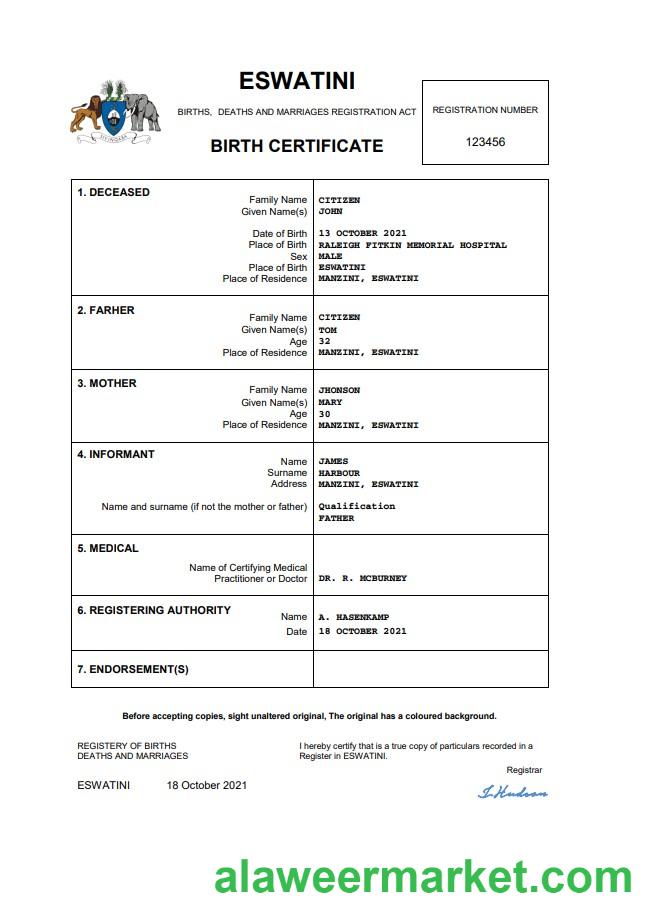 ESWATINI
BIRTHS, DEATHS AND MARRIAGES REGISTRATION ACT
BIRTH CERTIFICATE
REGISTRATION NUMBER
123456
SIYINQABA
1. DECEASED
Family Name CITIZEN
Given Name(s) JOHN
Date of Birth 13 OCTOBER 2021
Place of Birth RALEIGH FITKIN MEMORIAL HOSPITAL
Sex MALE
Place of Birth ESWATINI
Place of Residence MANZINI, ESWATINI
2. FARHER
Family Name CITIZEN
Given Name(s) TOM
Age 32
Place of Residence MANZINI, ESWATINI
3. MOTHER
Family Name JHONSON
Given Name(s) MARY
Age 30
Place of Residence MANZINI, ESWATINI
4. INFORMANT
Name JAMES
Surname HARBOUR
Address MANZINI, ESWATINI
Name and surname (if not the mother or father) Qualification
FATHER
5. MEDICAL
Name of Certifying Medical
Practitioner or Doctor DR. R. MCBURNEY
6. REGISTERING AUTHORITY
Name A. HASENKAMP
Date 18 OCTOBER 2021
7. ENDORSEMENT(S)
Before accepting copies, sight unaltered original, The original has a coloured background.
REGISTERY OF BIRTHS
DEATHS AND MARRIAGES
I hereby certify that is a true copy of particulars recorded in a
Register in ESWATINI.
Registrar
ESWATINI 18 October 2021
J. Hudson
alaweermarket.com